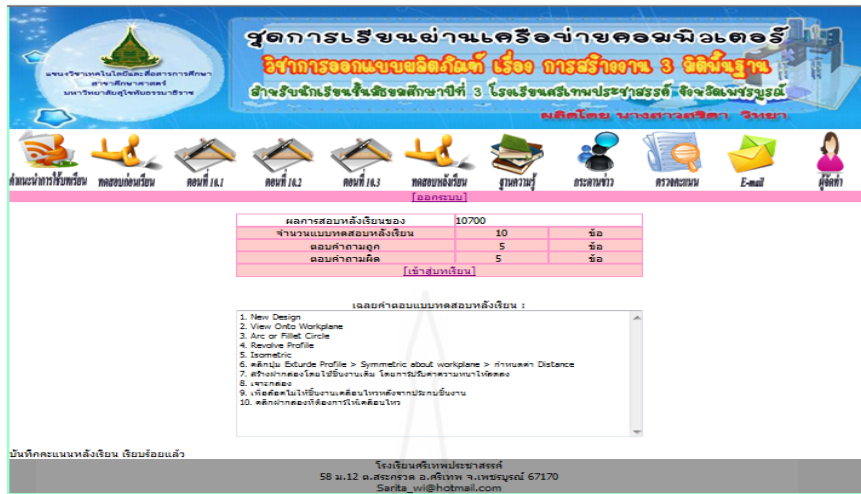 ชุดการเรียนผ่านเครือข่ายคอมพิวเตอร์
วิชาการออกแบบผลิตภัณฑ์ เรื่อง การสร้างงาน 3 มิติพื้นฐาน
สำหรับนักเรียนชั้นมัธยมศึกษาปีที่ 3 โรงเรียนศรีเทพประชาสรรค์ จังหวัดเพชรบูรณ์
ผลิตโดย นางสาวศริตา วิทยา
แขนงวิชาเทคโนโลยีและสื่อสารการศึกษา
สาขาศึกษาศาสตร์
มหาวิทยาลัยสุโขทัยธรรมาธิราช
คำแนะนำการใช้บทเรียน ทดสอบก่อนเรียน ตอนที่ 16.1 ตอนที่ 16.2 ตอนที่ 16.3 ทดสอบหลังเรียน ฐานความรู้ กระดานข่าว ตรวจคะแนน E-mail ผู้จัดทำ
[ออกระบบ]
ผลการสอบหลังเรียนของ 10700
จำนวนแบบทดสอบหลังเรียน 10 ข้อ
ตอบคำถามถูก 5 ข้อ
ตอบคำถามผิด 5 ข้อ
[เข้าสู่บทเรียน]
เฉลยคำตอบแบบทดสอบหลังเรียน :
1. New Design
2. View Onto Workplane
3. Arc or Fillet Circle
4. Revolve Profile
5. Isometric
6. คลิกปุ่ม Exturde Profile > Symmetric about workplane > กำหนดค่า Distance
7. สร้างฝากล่องโดยใช้ชิ้นงานเดิม โดยการปรับค่าความหนาให้ลดลง
8. เจาะกล่อง
9. เพื่อล็อคไม่ให้ชิ้นงานเคลื่อนไหวหลังจากประกบชิ้นงาน
10. คลิกฝากล่องที่ต้องการให้เคลื่อนไหว
บันทึกคะแนนหลังเรียน เรียบร้อยแล้ว
โรงเรียนศรีเทพประชาสรรค์
58 ม.12 ต.สระกรวด อ.ศรีเทพ จ.เพชรบูรณ์ 67170
Sarita_wi@hotmail.com